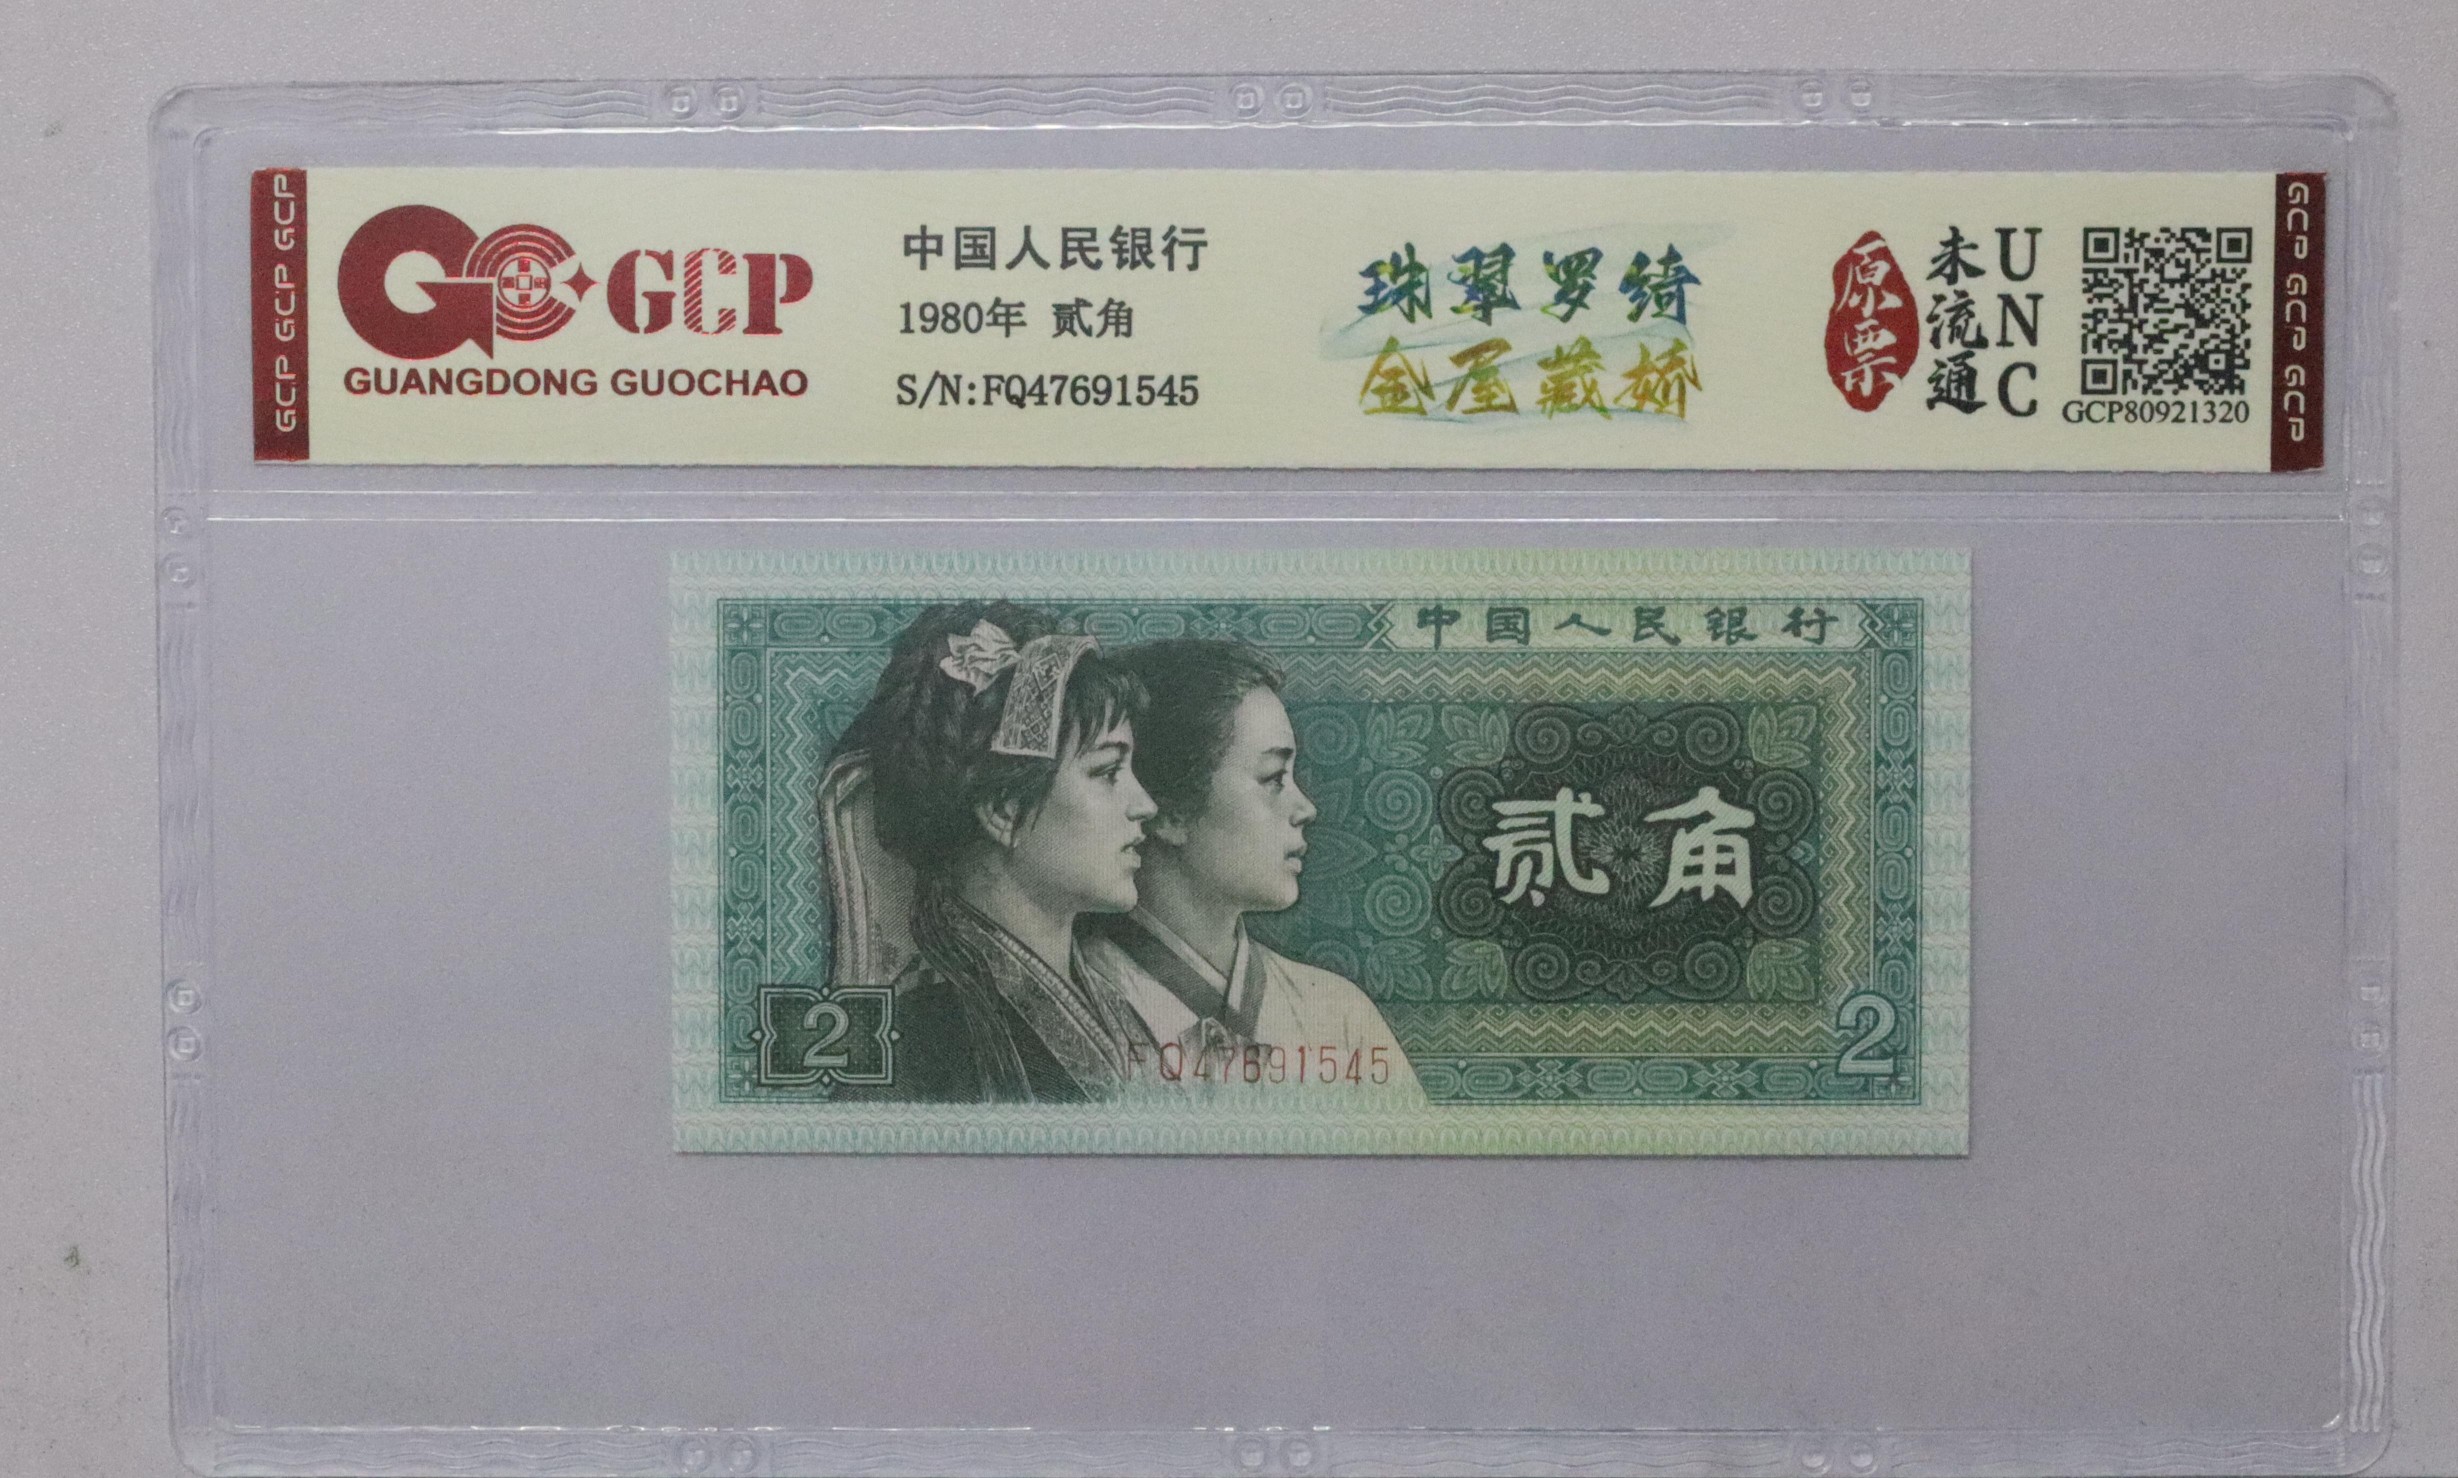 GCP GCP GCP
GCP
GUANGDONG GUOCHAO
中国人民银行
1980年 贰角
S/N:FQ47691545
珠翠罗绮
金屋藏娇
原票
未流通
UNC
GCP80921320
GCP GCP GCP
中国人民银行
贰角
2
2
FQ47691545